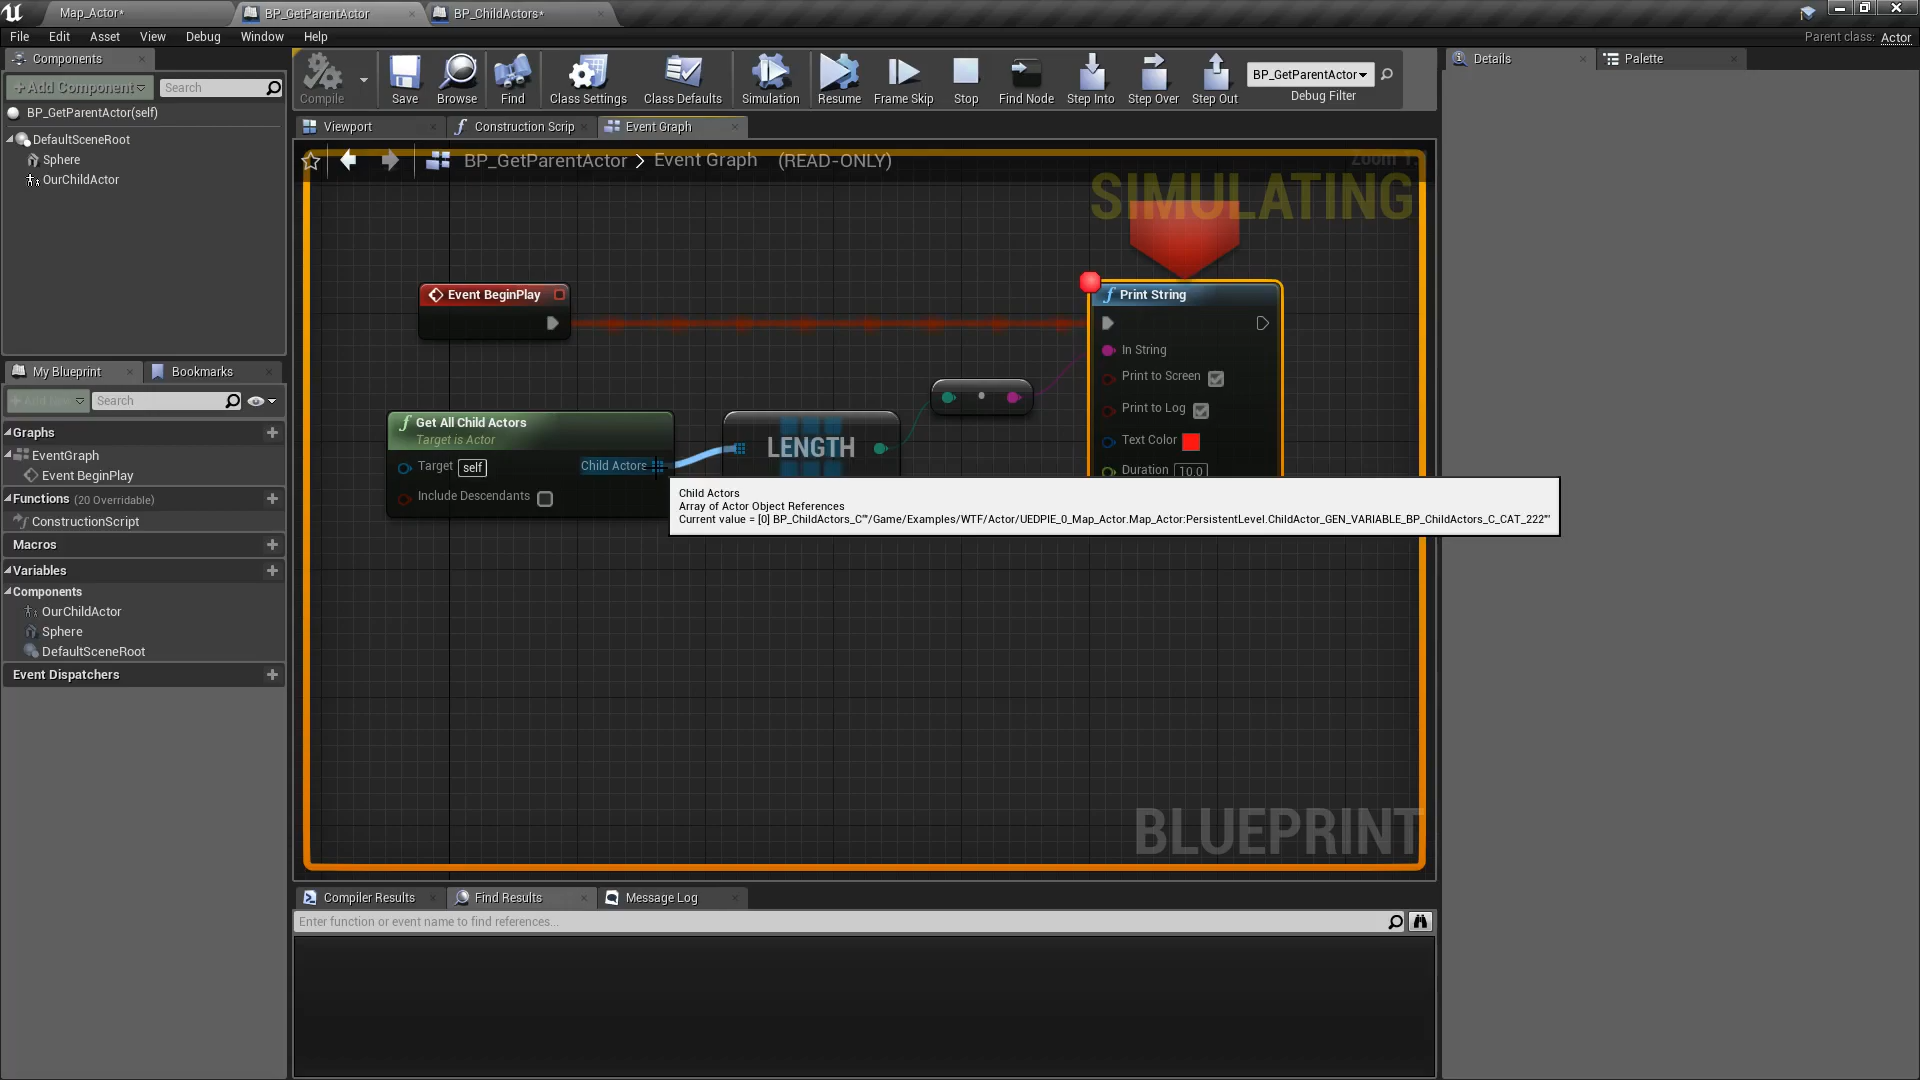 Map_Actor*
BP_GetParentActor
BP_ChildActors*
File Edit Asset View Debug Window Help
Parent class: Actor
Components
+Add Component
Search
BP_GetParentActor(self)
DefaultSceneRoot
Sphere
OurChildActor
Compile
Save
Browse
Find
Class Settings
Class Defaults
Simulation
Resume
Frame Skip
Stop
Find Node
Step Into
Step Over
Step Out
BP_GetParentActor
Debug Filter
Details
Palette
Viewport
Construction Scrip
Event Graph
BP_GetParentActor > Event Graph (READ-ONLY)
SIMULATING
Event BeginPlay
Print String
In String
Print to Screen
Print to Log
Text Color
Duration 10.0
Get All Child Actors
Target is Actor
Target self
Child Actors
Include Descendants
LENGTH
Child Actors
Array of Actor Object References
Current value = [0] BP_ChildActors_C'"/Game/Examples/WTF/Actor/UEDPIE_0_Map_Actor.Map_Actor:PersistentLevel.ChildActor_GEN_VARIABLE_BP_ChildActors_C_CAT_222"'
BLUEPRINT
My Blueprint
Bookmarks
Search
Graphs
EventGraph
Event BeginPlay
Functions (20 Overridable)
ConstructionScript
Macros
Variables
Components
OurChildActor
Sphere
DefaultSceneRoot
Event Dispatchers
Compiler Results
Find Results
Message Log
Enter function or event name to find references...